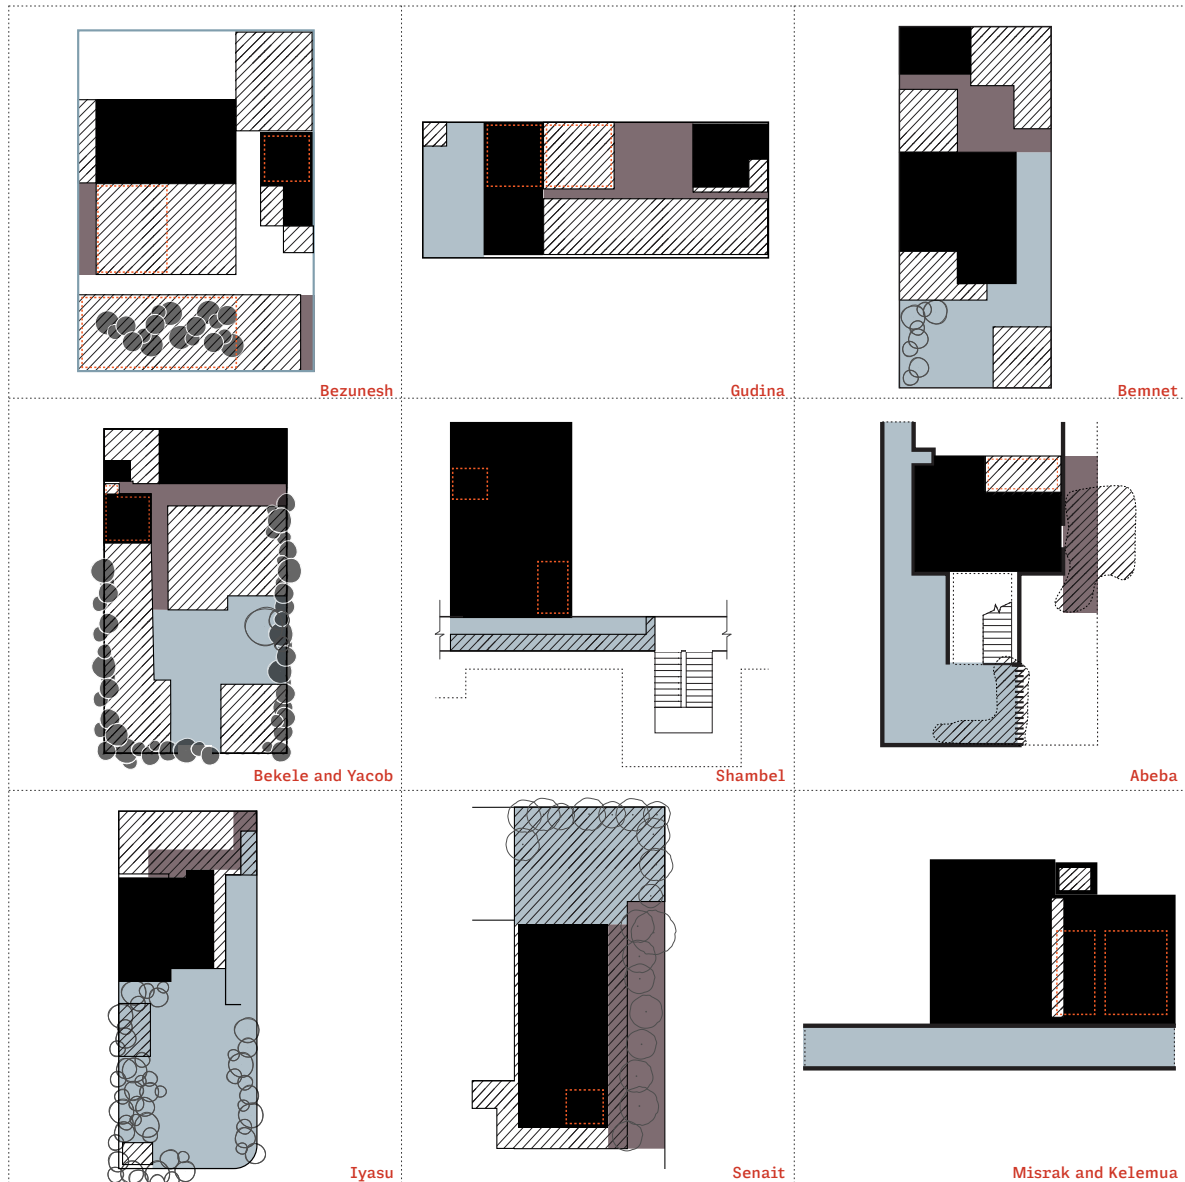 Bezunesh
Gudina
Bemnet
Bekele and Yacob
Shambel
Abeba
Iyasu
Senait
Misrak and Kelemua